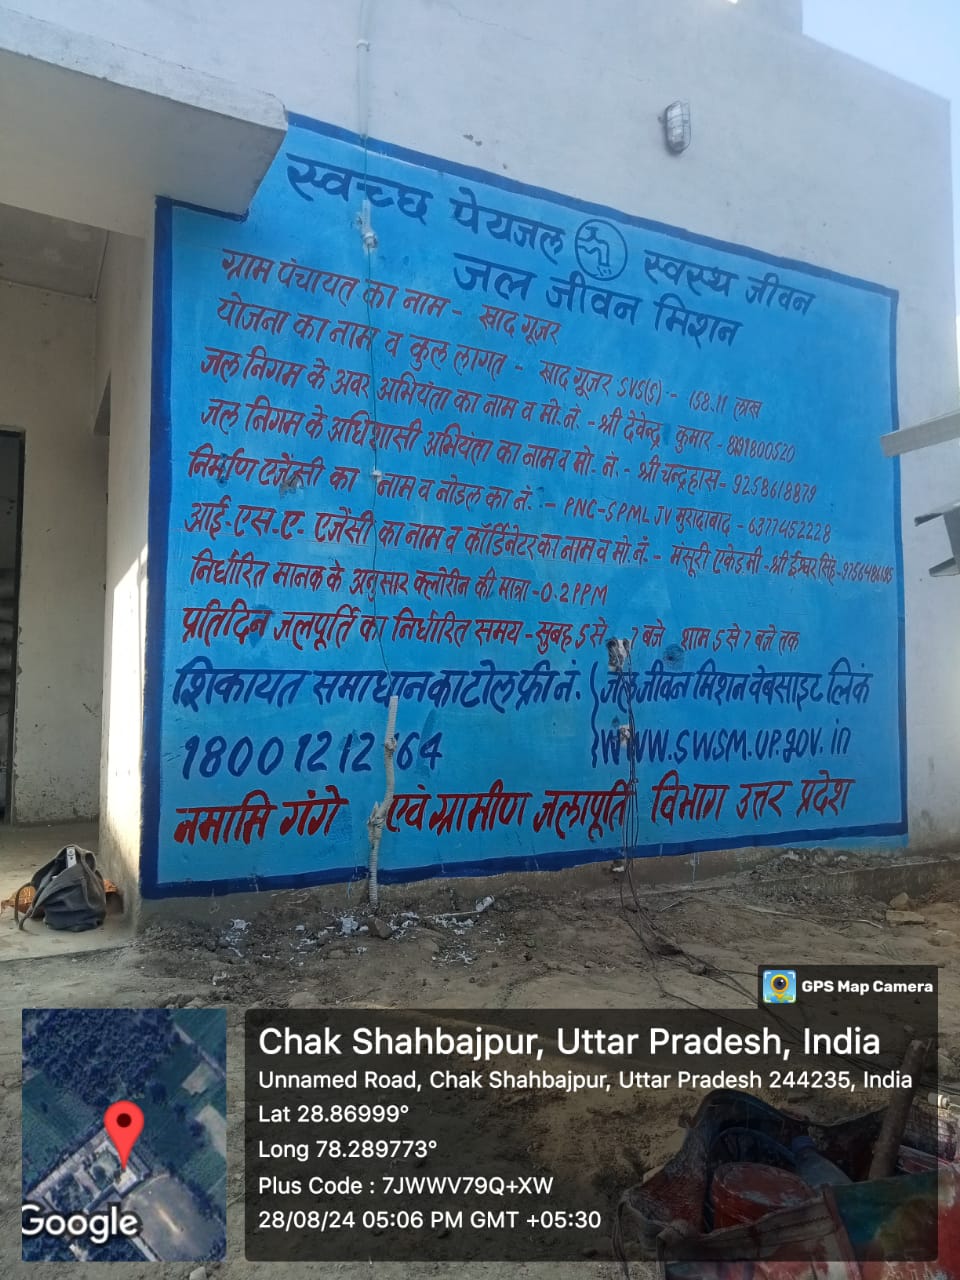 स्वच्छ पेयजल स्वस्थ जीवन
जल जीवन मिशन
ग्राम पंचायत का नाम - खाद गूजर
योजना का नाम व कुल लागत - खाद गूजर SVS(S) - 158.11 लाख
जल निगम के अवर अभियंता का नाम व मो. नं. - श्री देवेन्द्र कुमार -
जल निगम के अधिशासी अभियंता का नाम व मो. नं. - श्री चन्द्रहास - 9258618879
निर्माण एजेंसी का नाम व नोडल का नं. - PNC-SPML JV मुरादाबाद - 6377452228
आई-एस-ए- एजेंसी का नाम व कॉर्डिनेटर का नाम व मो. नं. - मंसूरी एकेडमी - श्री ईश्वर सिंह -
निर्धारित मानक के अनुसार क्लोरीन की मात्रा - 0.2PPM
प्रतिदिन जलपूर्ति का निर्धारित समय - सुबह 5 से 7 बजे शाम 5 से 7 बजे तक
शिकायत समाधान का टोल फ्री नं. जल जीवन मिशन वेबसाइट लिंक
1800 12 12 164 WWW.SWSM.UP.gov.in
नमामि गंगे एवं ग्रामीण जलापूर्ति विभाग उत्तर प्रदेश
GPS Map Camera
Chak Shahbajpur, Uttar Pradesh, India
Unnamed Road, Chak Shahbajpur, Uttar Pradesh 244235, India
Lat 28.86999°
Long 78.289773°
Plus Code : 7JWWV79Q+XW
28/08/24 05:06 PM GMT +05:30
Google